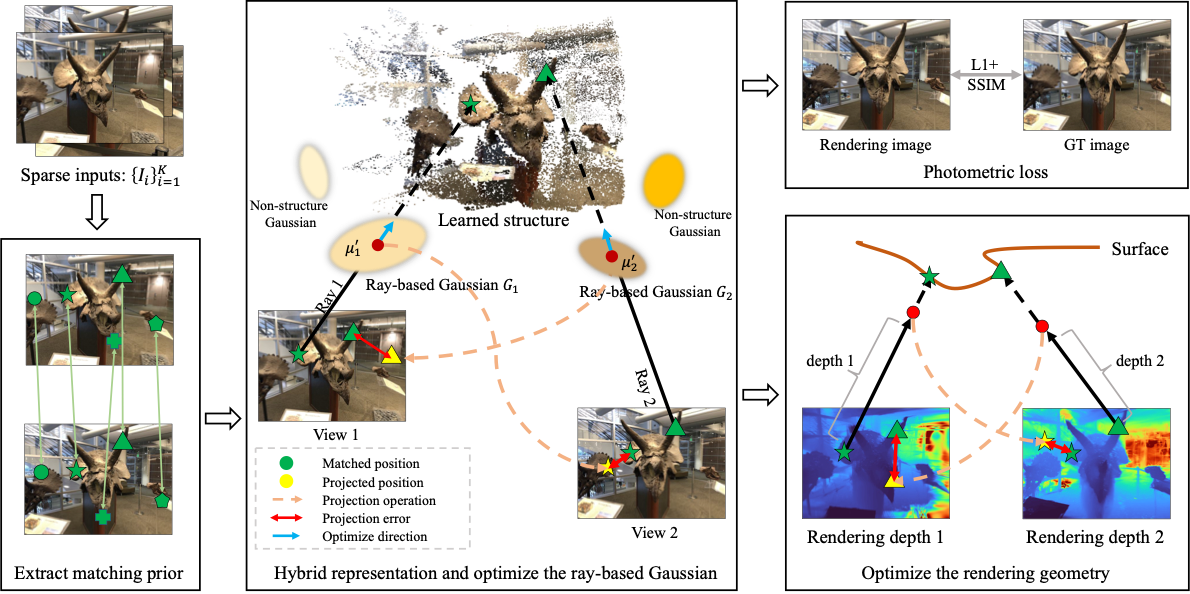 Sparse inputs: {I_i}_{i=1}^K
Extract matching prior
Non-structure
Gaussian
Learned structure
Non-structure
Gaussian
μ′_1
μ′_2
Ray-based Gaussian G_1
Ray-based Gaussian G_2
Ray 1
Ray 2
View 1
View 2
Matched position
Projected position
Projection operation
Projection error
Optimize direction
Hybrid representation and optimize the ray-based Gaussian
L1+
SSIM
Rendering image
GT image
Photometric loss
Surface
depth 1
depth 2
Rendering depth 1
Rendering depth 2
Optimize the rendering geometry